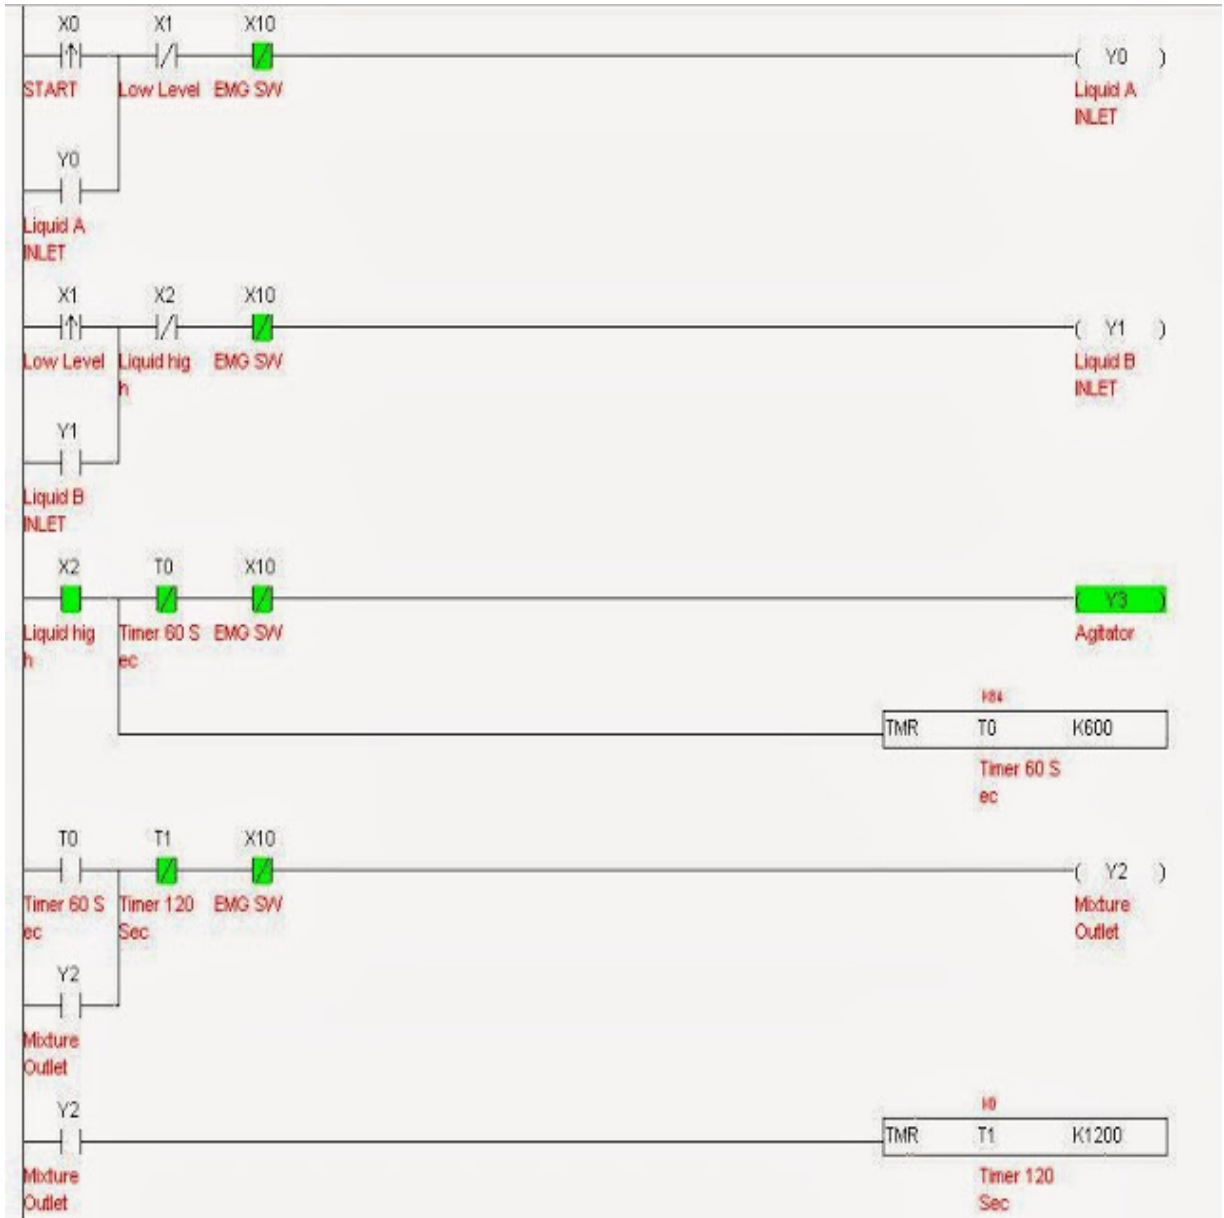 X0 X1 X10
( Y0 )
START Low Level EMG SW
Liquid A
INLET
Y0
Liquid A
INLET
X1 X2 X10
( Y1 )
Low Level Liquid hig EMG SW
h
Liquid B
INLET
Y1
Liquid B
INLET
X2 T0 X10
( Y3 )
Liquid hig Timer 60 S EMG SW
h ec
Agitator
TMR T0 K600
Timer 60 S
ec
T0 T1 X10
( Y2 )
Timer 60 S Timer 120 EMG SW
ec Sec
Mixture
Outlet
Y2
Mixture
Outlet
Y2
TMR T1 K1200
Mixture
Outlet
Timer 120
Sec